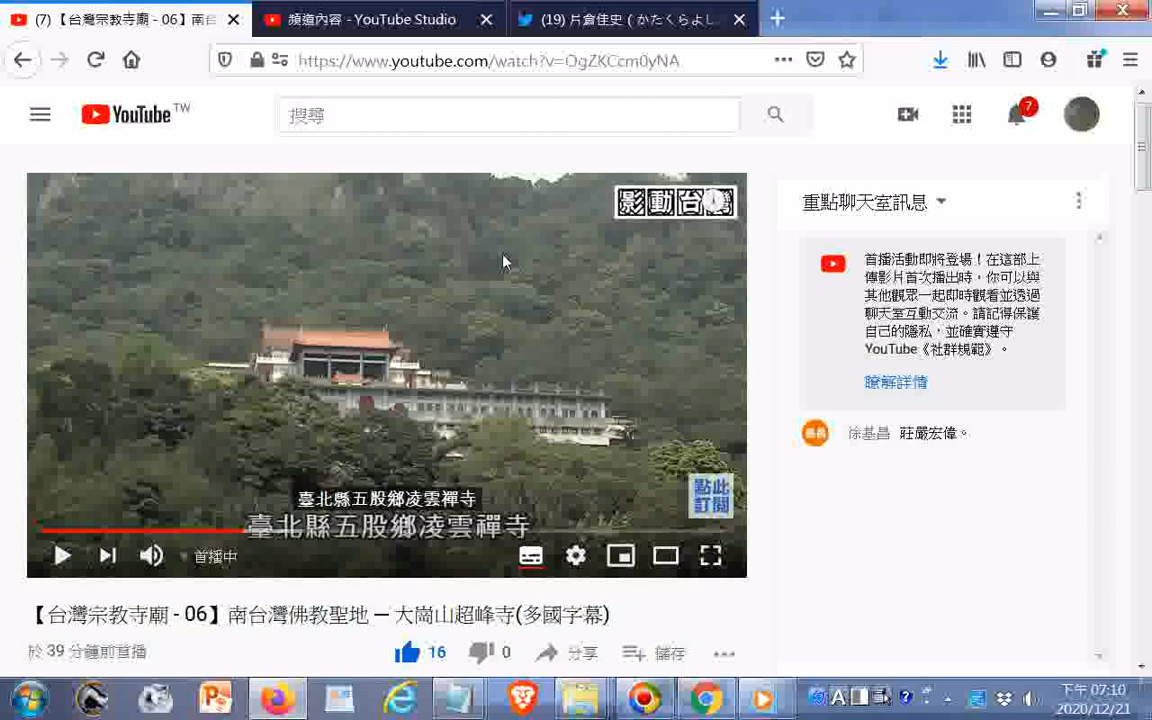 (7)【台灣宗教寺廟 - 06】南台
頻道內容 - YouTube Studio
(19) 片倉佳史（かたくらよし
https://www.youtube.com/watch?v=OgZKCcm0yNA
YouTube TW
搜尋
7
影動台灣
重點聊天室訊息
首播活動即將登場！在這部上
傳影片首次播出時，你可以與
其他觀眾一起即時觀看並透過
聊天室互動交流。請記得保護
自己的隱私，並確實遵守
YouTube《社群規範》。
瞭解詳情
徐基昌 莊嚴宏偉。
點此
訂閱
臺北縣五股鄉凌雲禪寺
臺北縣五股鄉凌雲禪寺
首播中
【台灣宗教寺廟 - 06】南台灣佛教聖地 — 大崗山超峰寺(多國字幕)
於 39 分鐘前首播
16
0
分享
儲存
下午 07:10
2020/12/21